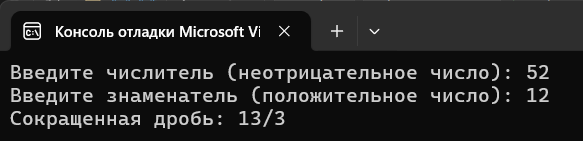 Консоль отладки Microsoft Vi
Введите числитель (неотрицательное число): 52
Введите знаменатель (положительное число): 12
Сокращенная дробь: 13/3